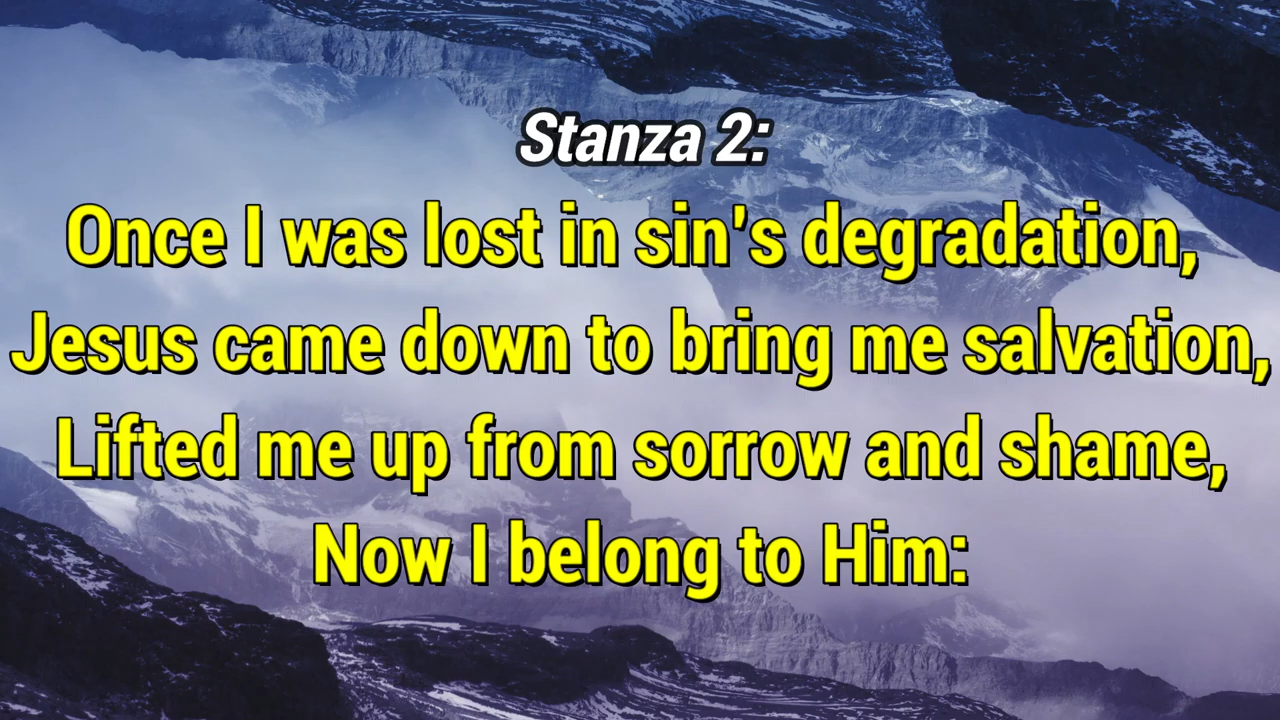 Stanza 2:
Once I was lost in sin's degradation,
Jesus came down to bring me salvation,
Lifted me up from sorrow and shame,
Now I belong to Him: